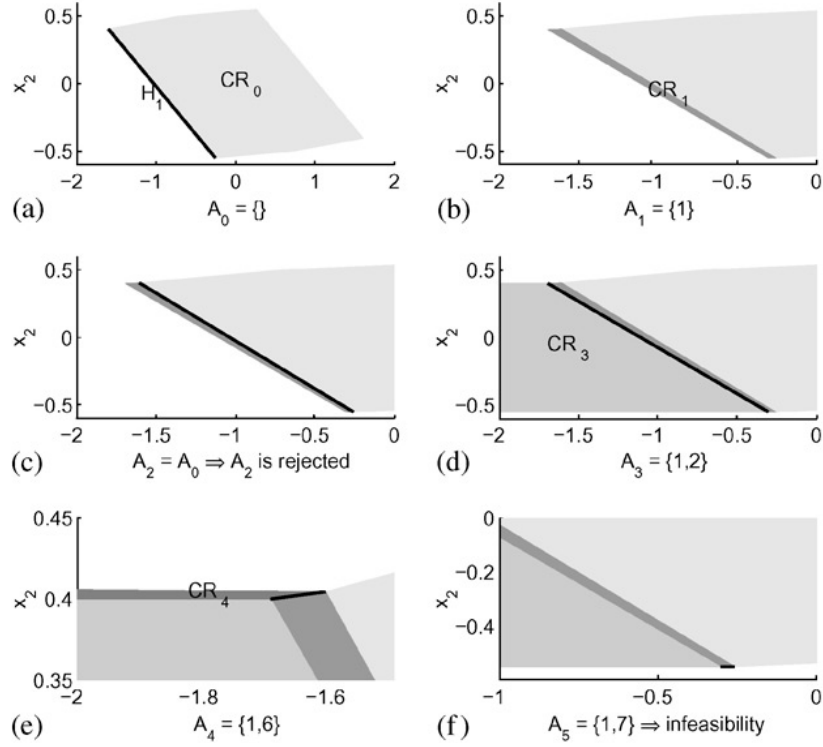 0.5
0
−0.5
x₂
H₁
CR₀
−2
−1
0
1
2
(a)
A₀ = {}
0.5
0
−0.5
x₂
CR₁
−2
−1.5
−1
−0.5
0
(b)
A₁ = {1}
0.5
0
−0.5
x₂
−2
−1.5
−1
−0.5
0
(c)
A₂ = A₀ ⇒ A₂ is rejected
0.5
0
−0.5
x₂
CR₃
−2
−1.5
−1
−0.5
0
(d)
A₃ = {1,2}
0.45
0.4
0.35
x₂
CR₄
−2
−1.8
−1.6
(e)
A₄ = {1,6}
0
−0.2
−0.4
x₂
−1
−0.5
0
(f)
A₅ = {1,7} ⇒ infeasibility